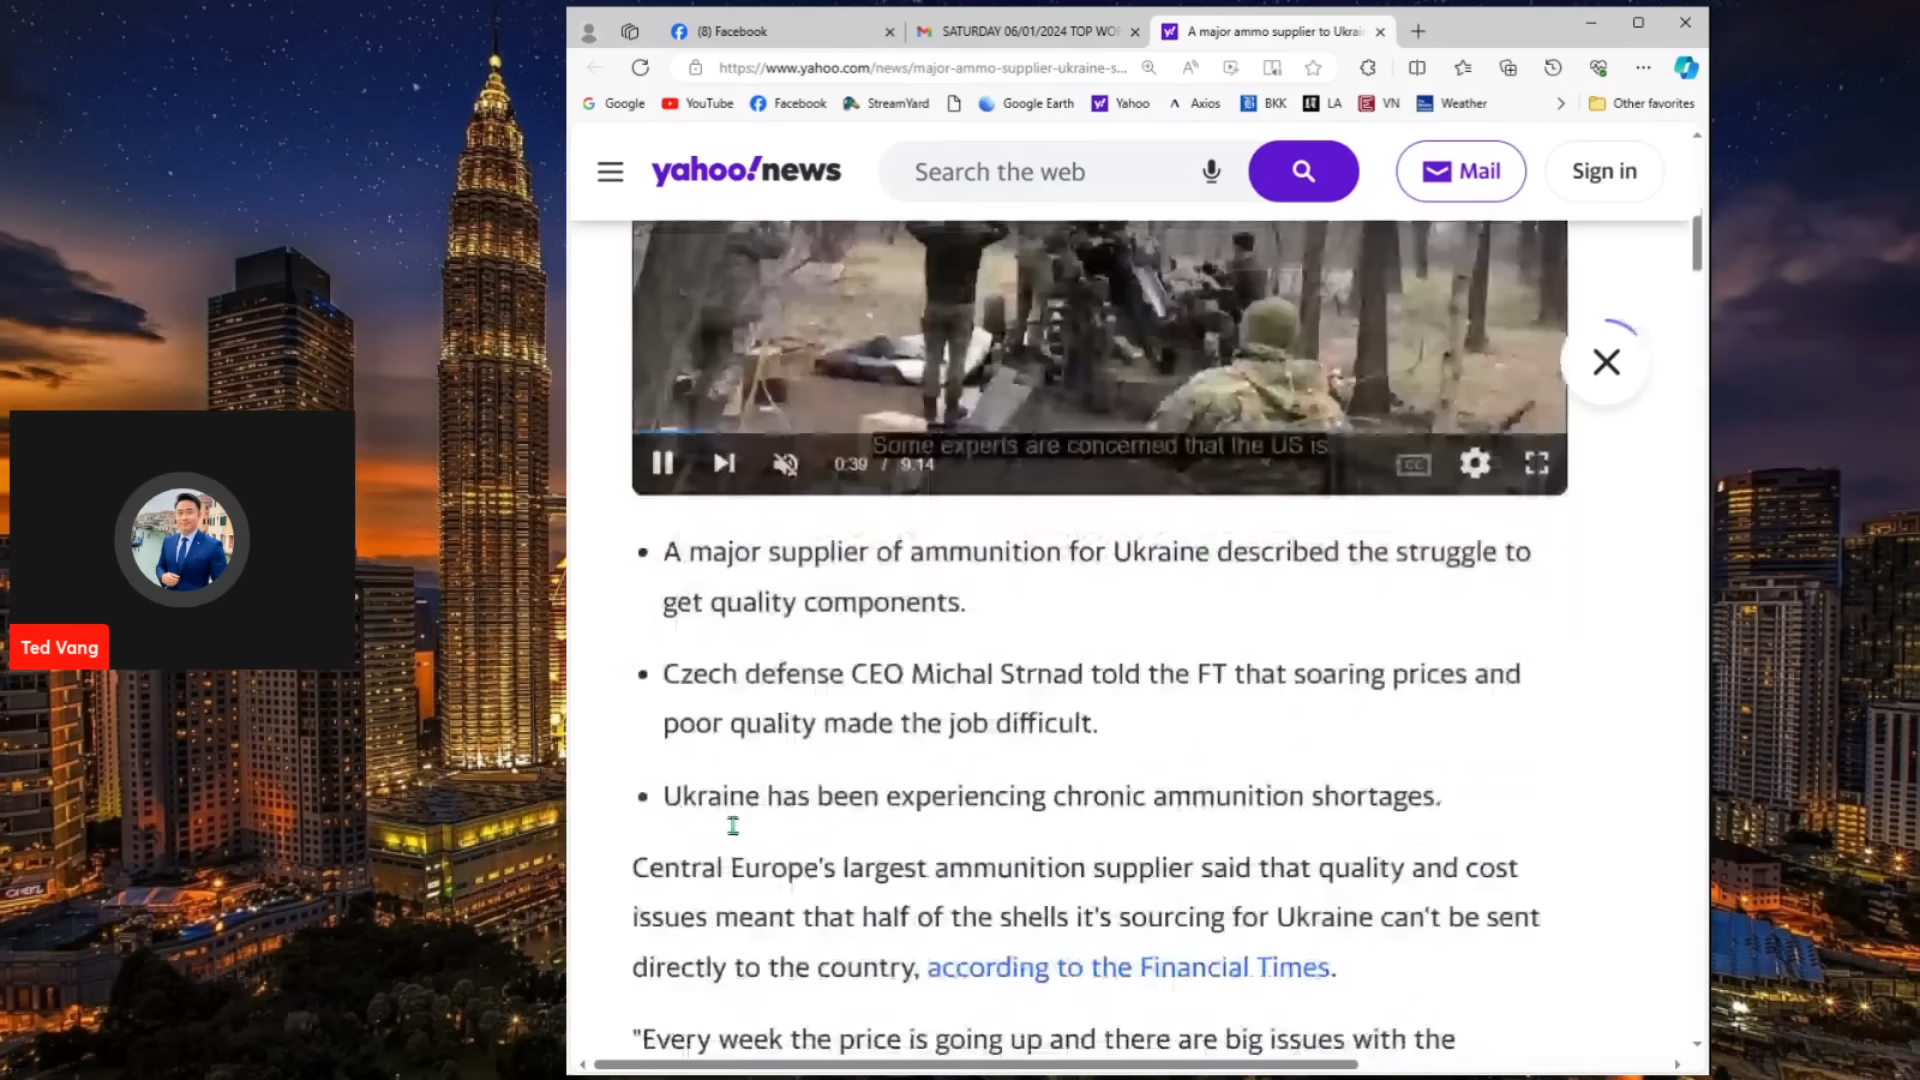 (8) Facebook
SATURDAY 06/01/2024 TOP WO
A major ammo supplier to Ukrai
https://www.yahoo.com/news/major-ammo-supplier-ukraine-s...
Google YouTube Facebook StreamYard Google Earth Yahoo Axios BKK LA VN Weather Other favorites
yahoo!news
Search the web
Mail
Sign in
Some experts are concerned that the US is
0:39 / 9:14
CC
• A major supplier of ammunition for Ukraine described the struggle to
get quality components.
• Czech defense CEO Michal Strnad told the FT that soaring prices and
poor quality made the job difficult.
• Ukraine has been experiencing chronic ammunition shortages.
Central Europe's largest ammunition supplier said that quality and cost
issues meant that half of the shells it's sourcing for Ukraine can't be sent
directly to the country, according to the Financial Times.
"Every week the price is going up and there are big issues with the
Ted Vang